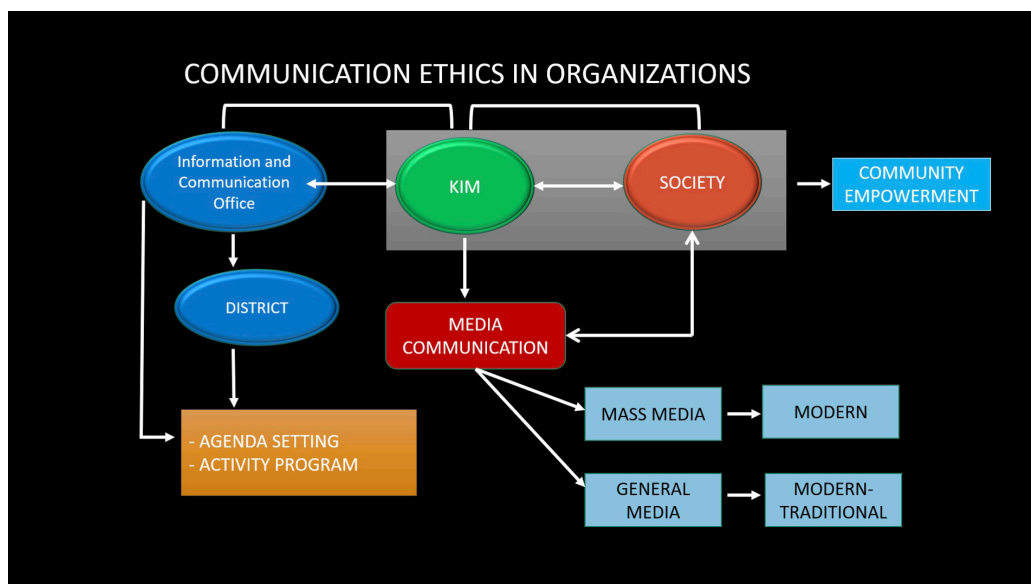 COMMUNICATION ETHICS IN ORGANIZATIONS
Information and
Communication
Office
KIM
SOCIETY
COMMUNITY
EMPOWERMENT
DISTRICT
MEDIA
COMMUNICATION
- AGENDA SETTING
- ACTIVITY PROGRAM
MASS MEDIA
MODERN
GENERAL
MEDIA
MODERN-
TRADITIONAL